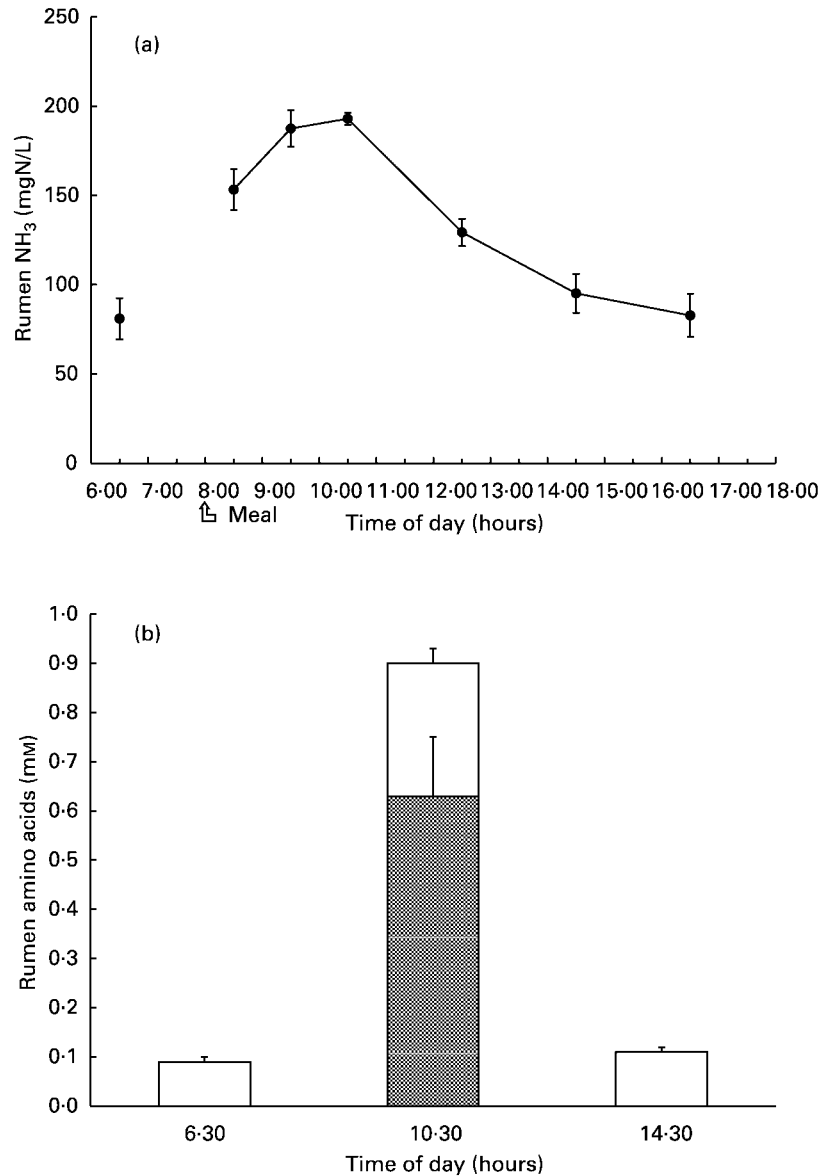 (a)
Rumen NH3 (mgN/L)
250
200
150
100
50
0
6·00 7·00 8·00 9·00 10·00 11·00 12·00 13·00 14·00 15·00 16·00 17·00 18·00
Meal
Time of day (hours)
(b)
Rumen amino acids (mM)
1·0
0·9
0·8
0·7
0·6
0·5
0·4
0·3
0·2
0·1
0·0
6·30 10·30 14·30
Time of day (hours)